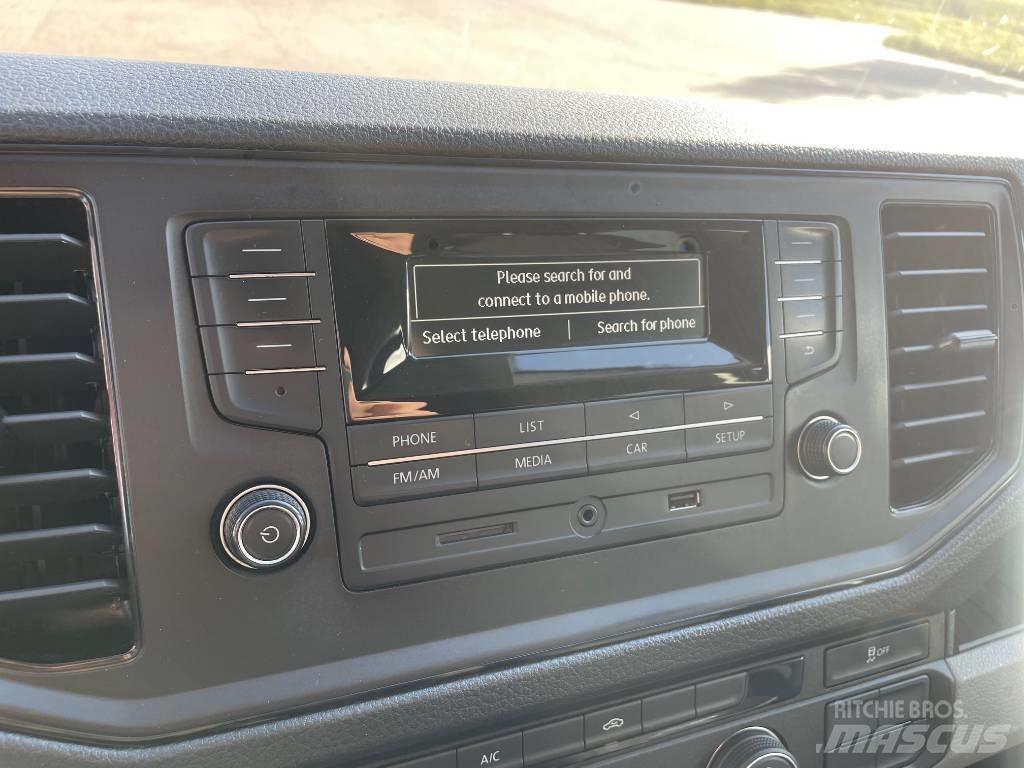 Please search for and
connect to a mobile phone.
Select telephone | Search for phone
PHONE LIST
FM/AM MEDIA CAR SETUP
OFF
A/C
RITCHIE BROS.
MASCUS